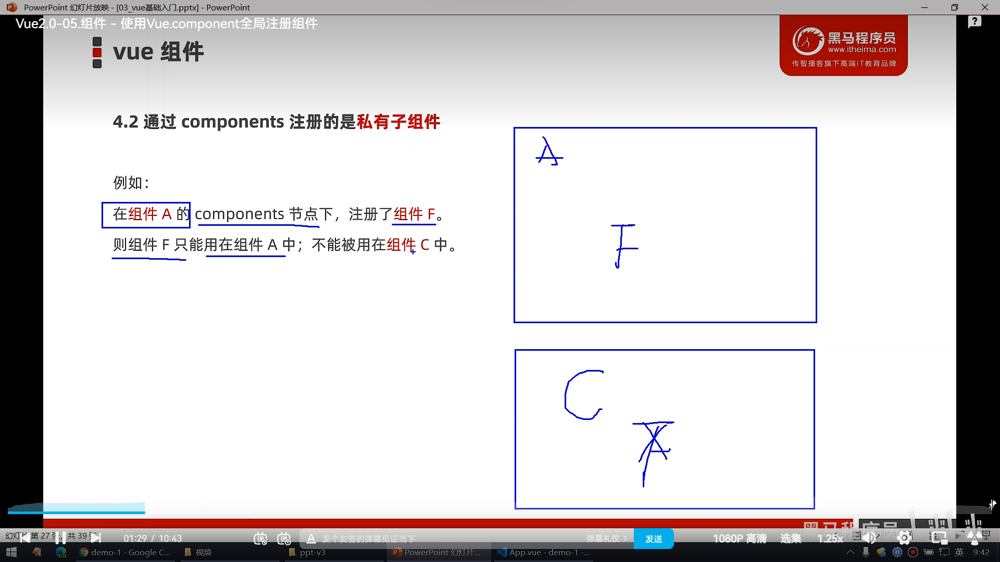 PowerPoint 幻灯片放映 - [03_vue基础入门.pptx] - PowerPoint
Vue2.0-05.组件 - 使用Vue.component全局注册组件
vue 组件
黑马程序员
www.itheima.com
传智播客旗下高端IT教育品牌
4.2 通过 components 注册的是私有子组件
例如：
在组件 A 的 components 节点下，注册了组件 F。
则组件 F 只能用在组件 A 中；不能被用在组件 C 中。
A
F
C
F
幻灯片 第 27 张，共 39 张
01:29 / 10:43
弹
弹
A 发个友善的弹幕见证当下
弹幕礼仪 >
发送
1080P 高清
选集
1.25x
demo-1 - Google C...
视频
ppt-v3
PowerPoint 幻灯片...
App.vue - demo-1 -...
英
9:42